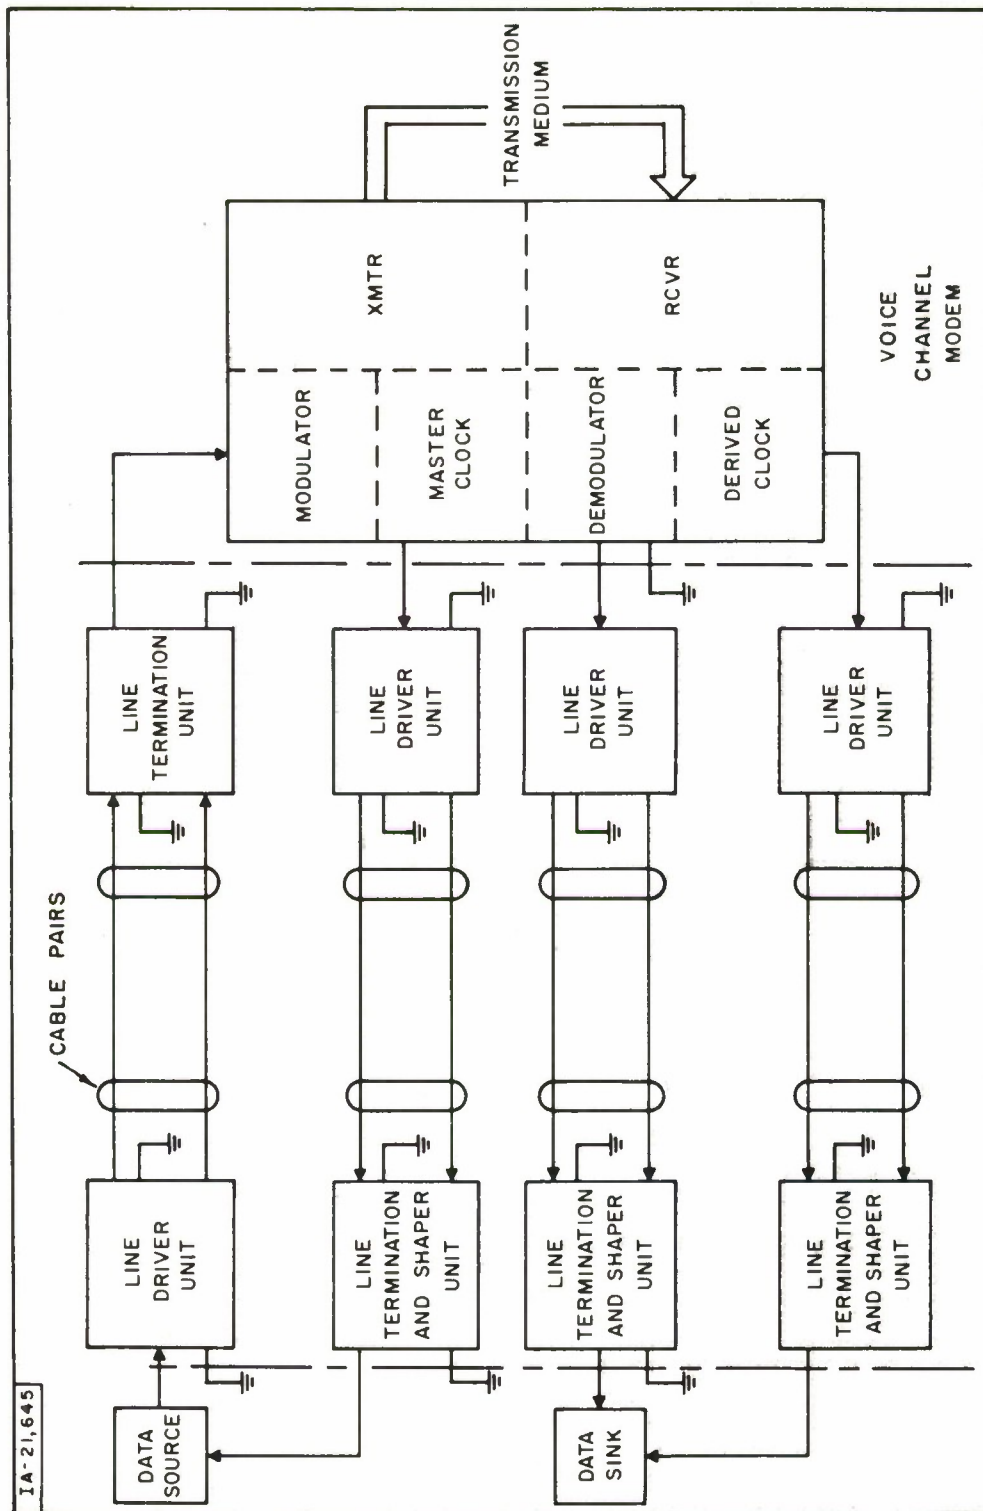 IA-21,645
DATA
SOURCE
LINE
DRIVER
UNIT
CABLE PAIRS
LINE
TERMINATION
UNIT
LINE
TERMINATION
AND SHAPER
UNIT
LINE
DRIVER
UNIT
DATA
SINK
LINE
TERMINATION
AND SHAPER
UNIT
LINE
DRIVER
UNIT
LINE
TERMINATION
AND SHAPER
UNIT
LINE
DRIVER
UNIT
MODULATOR
MASTER
CLOCK
DEMODULATOR
DERIVED
CLOCK
XMTR
RCVR
TRANSMISSION
MEDIUM
VOICE
CHANNEL
MODEM